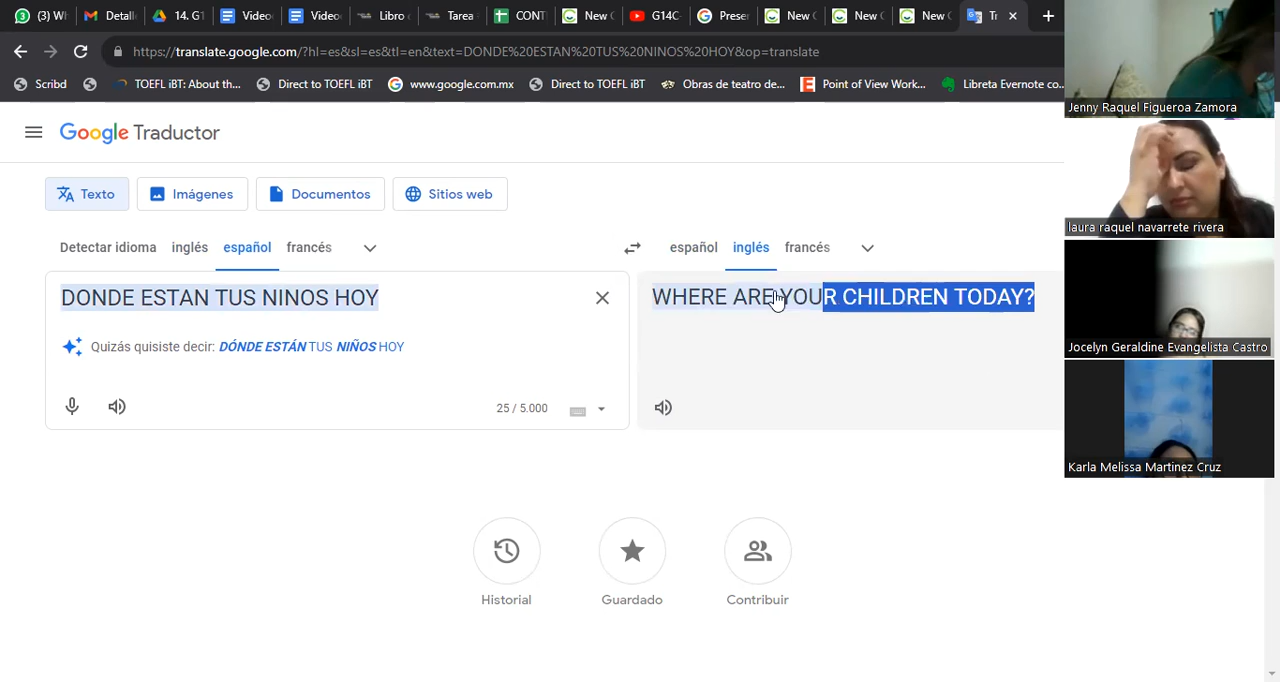 (3) W
Detall
14. G1
Video
Video
Libro
Tarea
CONT
New
G14C
Preser
New
New
New
T
https://translate.google.com/?hl=es&sl=es&tl=en&text=DONDE%20ESTAN%20TUS%20NINOS%20HOY&op=translate
Scribd
TOEFL iBT: About th...
Direct to TOEFL iBT
www.google.com.mx
Direct to TOEFL iBT
Obras de teatro de...
Point of View Work...
Libreta Evernote co...
Google Traductor
Texto
Imágenes
Documentos
Sitios web
Detectar idioma inglés español francés
español inglés francés
DONDE ESTAN TUS NINOS HOY
WHERE ARE YOUR CHILDREN TODAY?
Quizás quisiste decir: DÓNDE ESTÁN TUS NIÑOS HOY
25 / 5.000
Historial
Guardado
Contribuir
Jenny Raquel Figueroa Zamora
laura raquel navarrete rivera
Jocelyn Geraldine Evangelista Castro
Karla Melissa Martinez Cruz